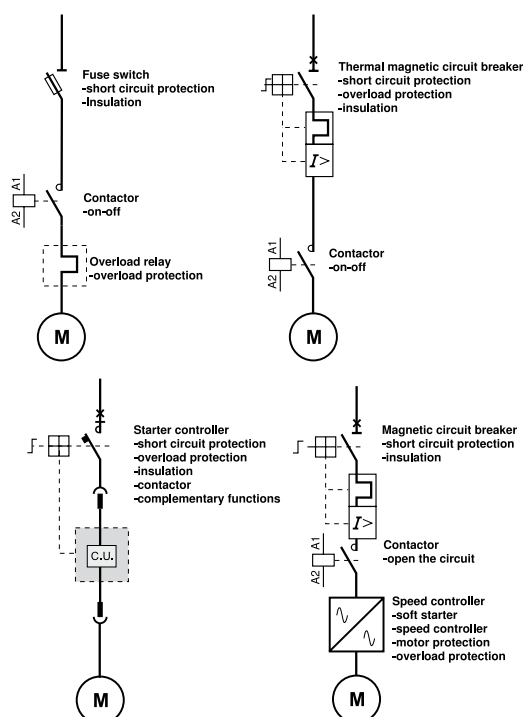 Fuse switch
-short circuit protection
-Insulation
A1
A2
Contactor
-on-off
Overload relay
-overload protection
M
Thermal magnetic circuit breaker
-short circuit protection
-overload protection
-insulation
I>
A1
A2
Contactor
-on-off
M
Starter controller
-short circuit protection
-overload protection
-insulation
-contactor
-complementary functions
C.U.
M
Magnetic circuit breaker
-short circuit protection
-insulation
I>
A1
A2
Contactor
-open the circuit
Speed controller
-soft starter
-speed controller
-motor protection
-overload protection
M